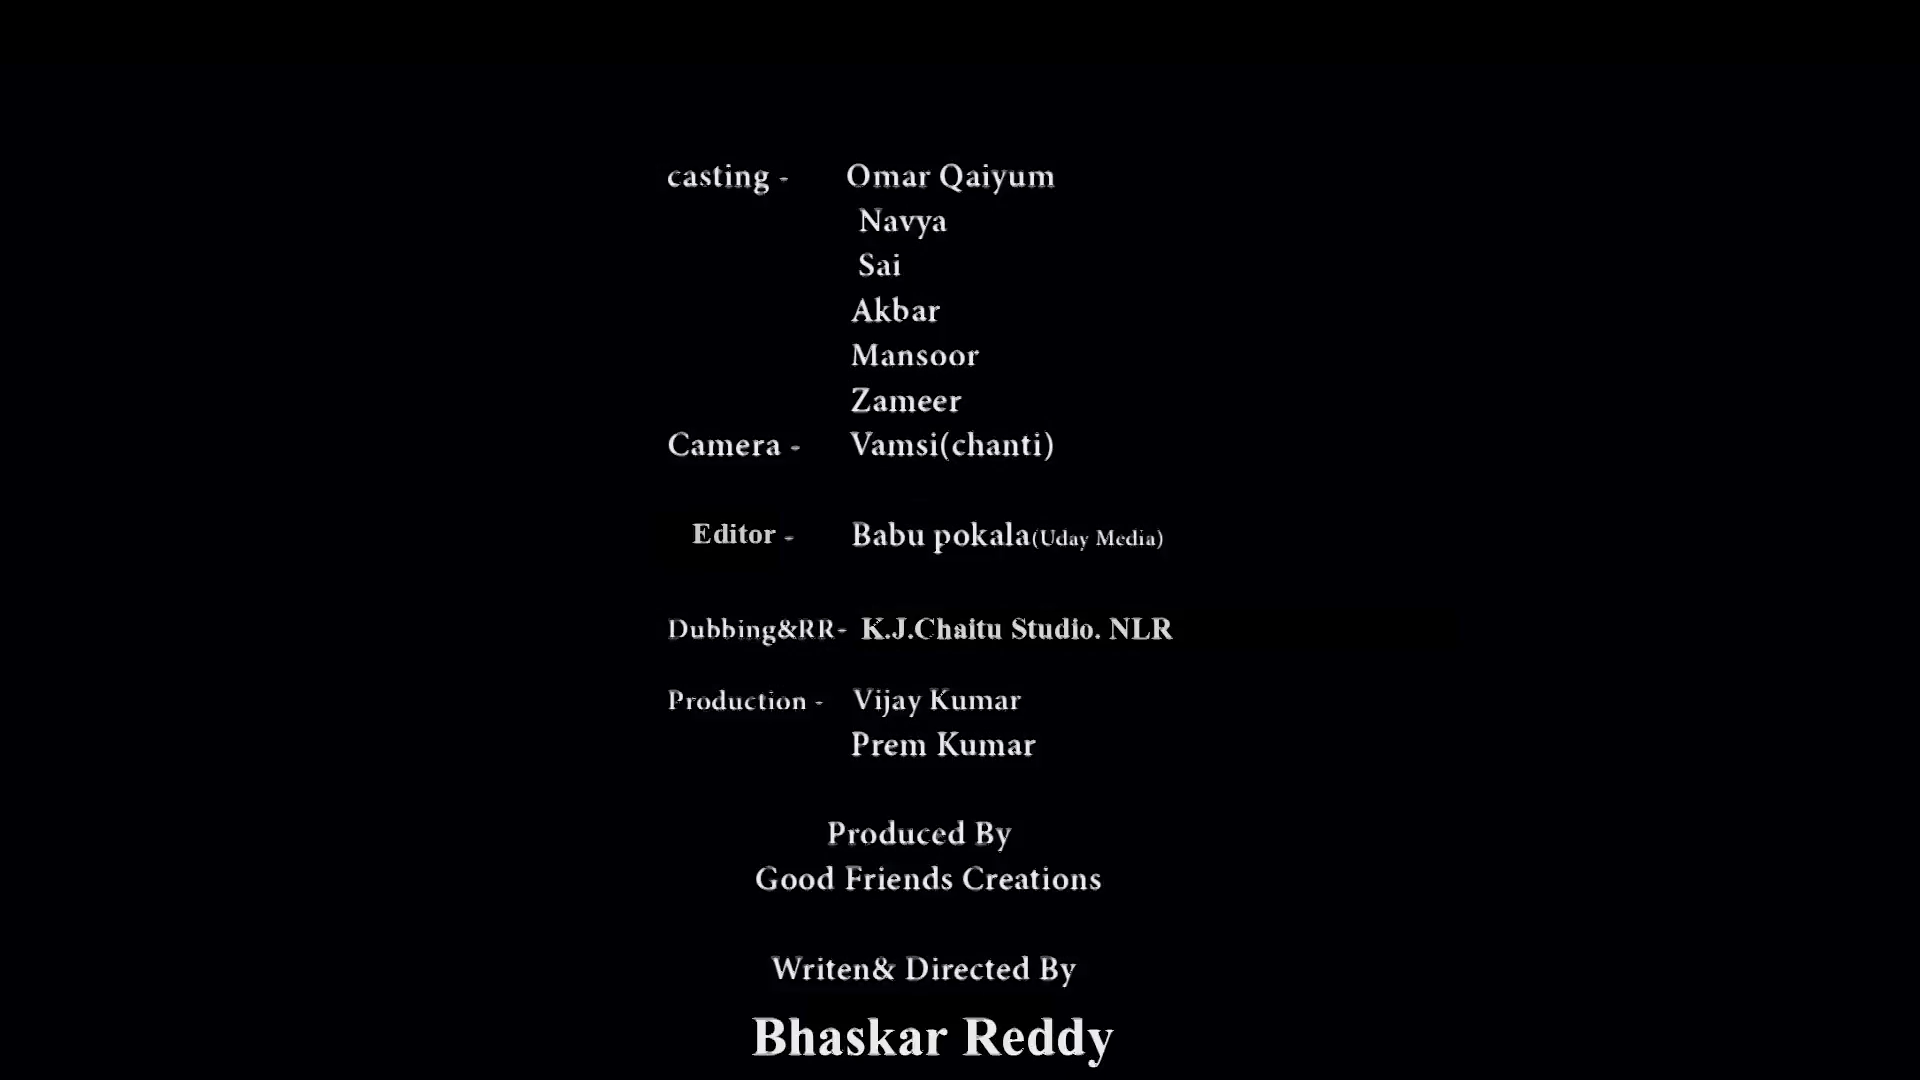 casting - Omar Qaiyum
Navya
Sai
Akbar
Mansoor
Zameer
Camera - Vamsi(chanti)
Editor - Babu pokala(Uday Media)
Dubbing&RR- K.J.Chaitu Studio. NLR
Production - Vijay Kumar
Prem Kumar
Produced By
Good Friends Creations
Writen& Directed By
Bhaskar Reddy